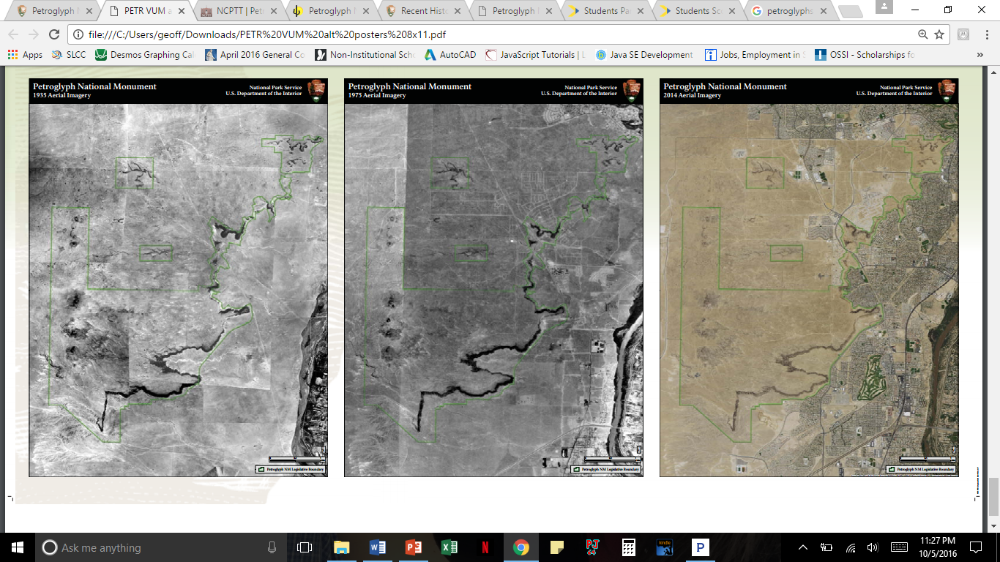 Petroglyph N
PETR VUM a
NCPTT | Pet
Petroglyph N
Recent Histo
Petroglyph
Students Pa
Students Sc
petroglyphs
file:///C:/Users/geoff/Downloads/PETR%20VUM%20alt%20posters%208x11.pdf
Apps
SLCC
Desmos Graphing Cal
April 2016 General Co
Non-Institutional Scho
AutoCAD
JavaScript Tutorials | L
Java SE Development
Jobs, Employment in S
OSSI - Scholarships fo
»
Petroglyph National Monument
1935 Aerial Imagery
National Park Service
U.S. Department of the Interior
Petroglyph NM Legislative Boundary
Petroglyph National Monument
1975 Aerial Imagery
National Park Service
U.S. Department of the Interior
Petroglyph NM Legislative Boundary
Petroglyph National Monument
2014 Aerial Imagery
National Park Service
U.S. Department of the Interior
Petroglyph NM Legislative Boundary
Ask me anything
kindle
P
11:27 PM
10/5/2016